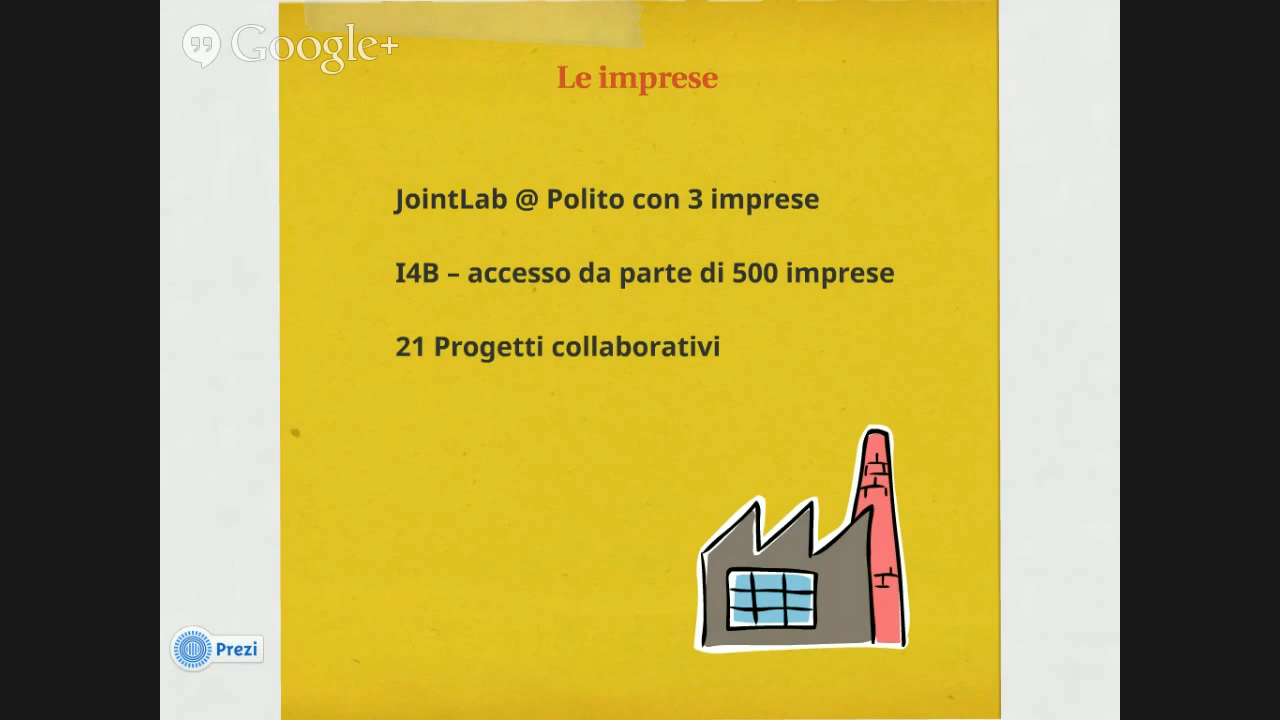 Google+
Le imprese
JointLab @ Polito con 3 imprese
I4B – accesso da parte di 500 imprese
21 Progetti collaborativi
Prezi